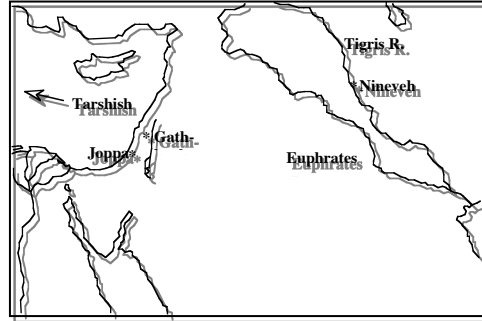 Tigris R.
* Nineveh
Tarshish
* Gath-
Joppa*
Euphrates